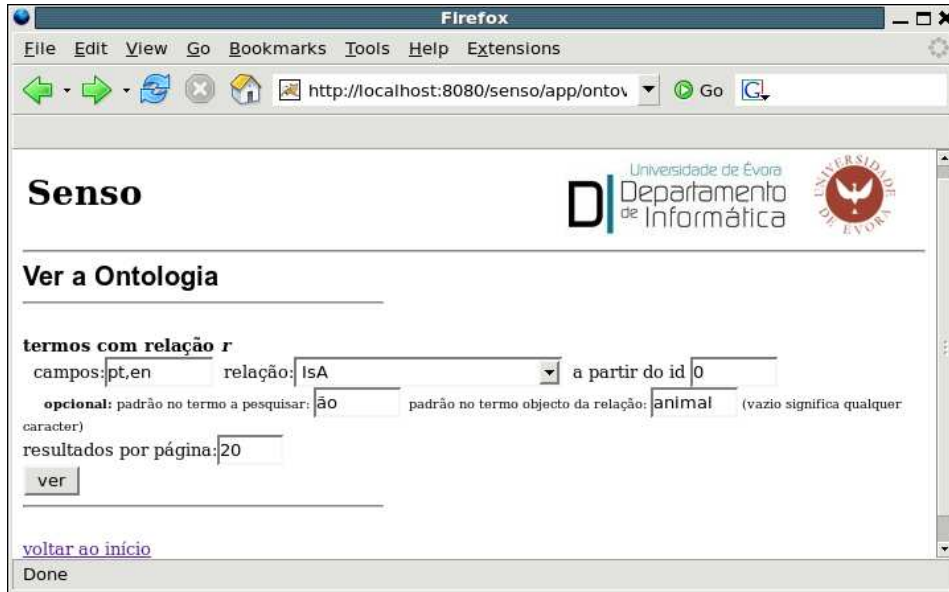 Firefox
File Edit View Go Bookmarks Tools Help Extensions
http://localhost:8080/senso/app/ontov Go G
Senso
Universidade de Évora
Departamento
de Informática
UNIVERSIDADE DE ÉVORA
Ver a Ontologia
termos com relação r
campos: pt,en relação: IsA a partir do id 0
opcional: padrão no termo a pesquisar: ão padrão no termo objecto da relação: animal (vazio significa qualquer
caracter)
resultados por página: 20
ver
voltar ao início
Done